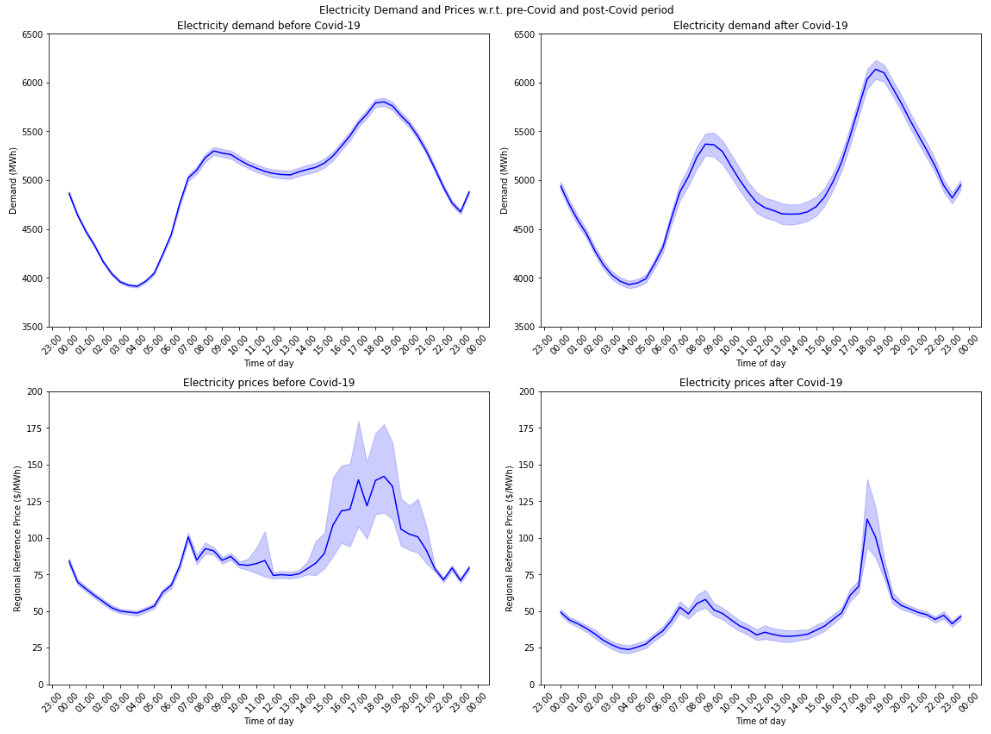 Electricity Demand and Prices w.r.t. pre-Covid and post-Covid period
Electricity demand before Covid-19
6500
6000
5500
5000
4500
4000
3500
Demand (MWh)
23:00 00:00 01:00 02:00 03:00 04:00 05:00 06:00 07:00 08:00 09:00 10:00 11:00 12:00 13:00 14:00 15:00 16:00 17:00 18:00 19:00 20:00 21:00 22:00 23:00 00:00
Time of day
Electricity demand after Covid-19
6500
6000
5500
5000
4500
4000
3500
Demand (MWh)
23:00 00:00 01:00 02:00 03:00 04:00 05:00 06:00 07:00 08:00 09:00 10:00 11:00 12:00 13:00 14:00 15:00 16:00 17:00 18:00 19:00 20:00 21:00 22:00 23:00 00:00
Time of day
Electricity prices before Covid-19
200
175
150
125
100
75
50
25
0
Regional Reference Price ($/MWh)
23:00 00:00 01:00 02:00 03:00 04:00 05:00 06:00 07:00 08:00 09:00 10:00 11:00 12:00 13:00 14:00 15:00 16:00 17:00 18:00 19:00 20:00 21:00 22:00 23:00 00:00
Time of day
Electricity prices after Covid-19
200
175
150
125
100
75
50
25
0
Regional Reference Price ($/MWh)
23:00 00:00 01:00 02:00 03:00 04:00 05:00 06:00 07:00 08:00 09:00 10:00 11:00 12:00 13:00 14:00 15:00 16:00 17:00 18:00 19:00 20:00 21:00 22:00 23:00 00:00
Time of day